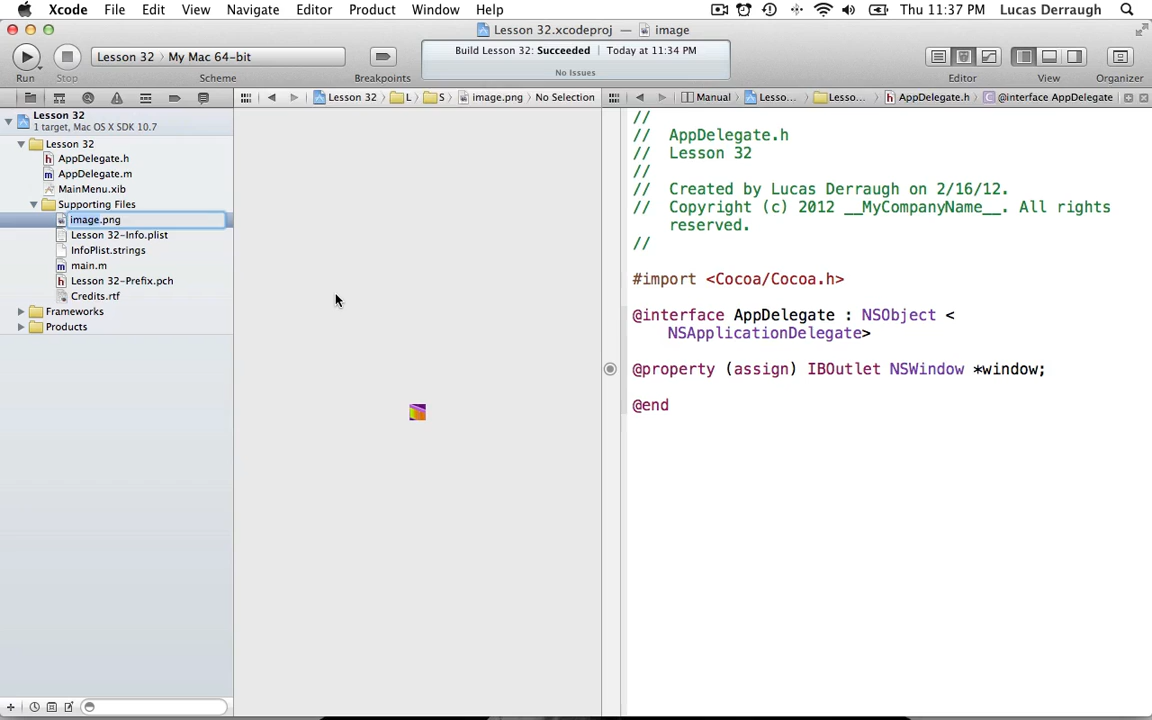 Xcode File Edit View Navigate Editor Product Window Help Thu 11:37 PM Lucas Derraugh
Lesson 32.xcodeproj — image
Lesson 32 My Mac 64-bit
Build Lesson 32: Succeeded Today at 11:34 PM
No Issues
Run Stop Scheme Breakpoints Editor View Organizer
Lesson 32 L S image.png No Selection
Manual Lesso... Lesso... AppDelegate.h @interface AppDelegate
Lesson 32
1 target, Mac OS X SDK 10.7
Lesson 32
AppDelegate.h
AppDelegate.m
MainMenu.xib
Supporting Files
image.png
Lesson 32-Info.plist
InfoPlist.strings
main.m
Lesson 32-Prefix.pch
Credits.rtf
Frameworks
Products
//
// AppDelegate.h
// Lesson 32
//
// Created by Lucas Derraugh on 2/16/12.
// Copyright (c) 2012 __MyCompanyName__. All rights
reserved.
//
#import <Cocoa/Cocoa.h>
@interface AppDelegate : NSObject <
NSApplicationDelegate>
@property (assign) IBOutlet NSWindow *window;
@end